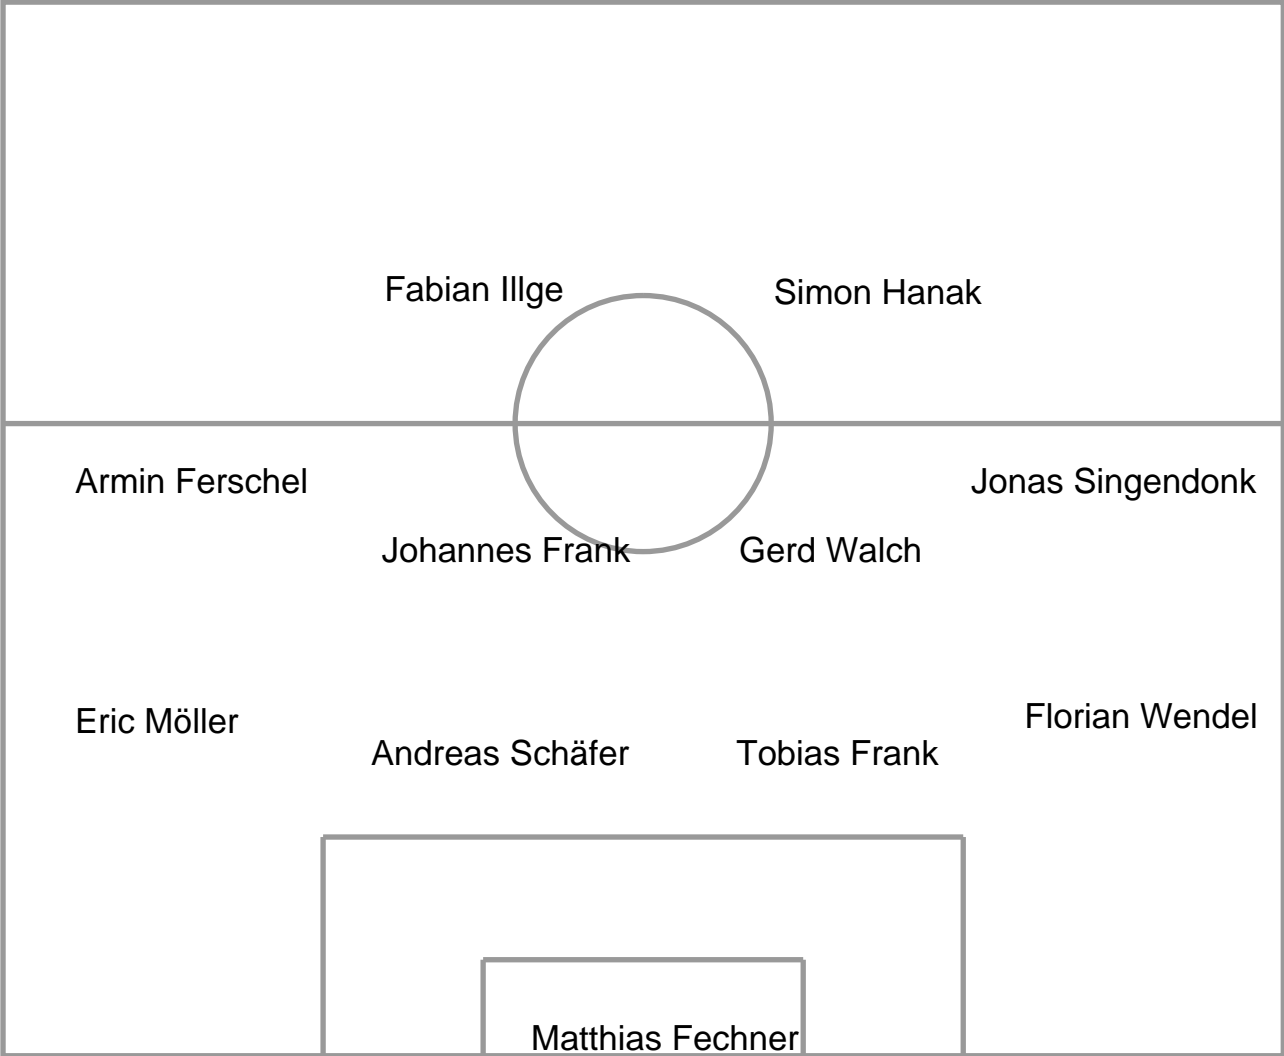 Fabian Illge
Simon Hanak
Armin Ferschel
Jonas Singendonk
Johannes Frank
Gerd Walch
Eric Möller
Florian Wendel
Andreas Schäfer
Tobias Frank
Matthias Fechner